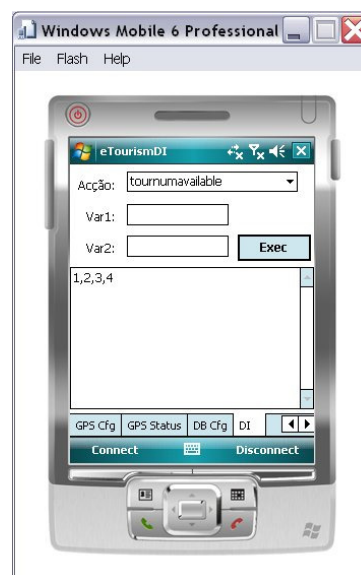 Windows Mobile 6 Professional
File Flash Help
eTourismDI
Acção: tournumavailable
Var1:
Var2: Exec
1,2,3,4
GPS Cfg GPS Status DB Cfg DI
Connect Disconnect